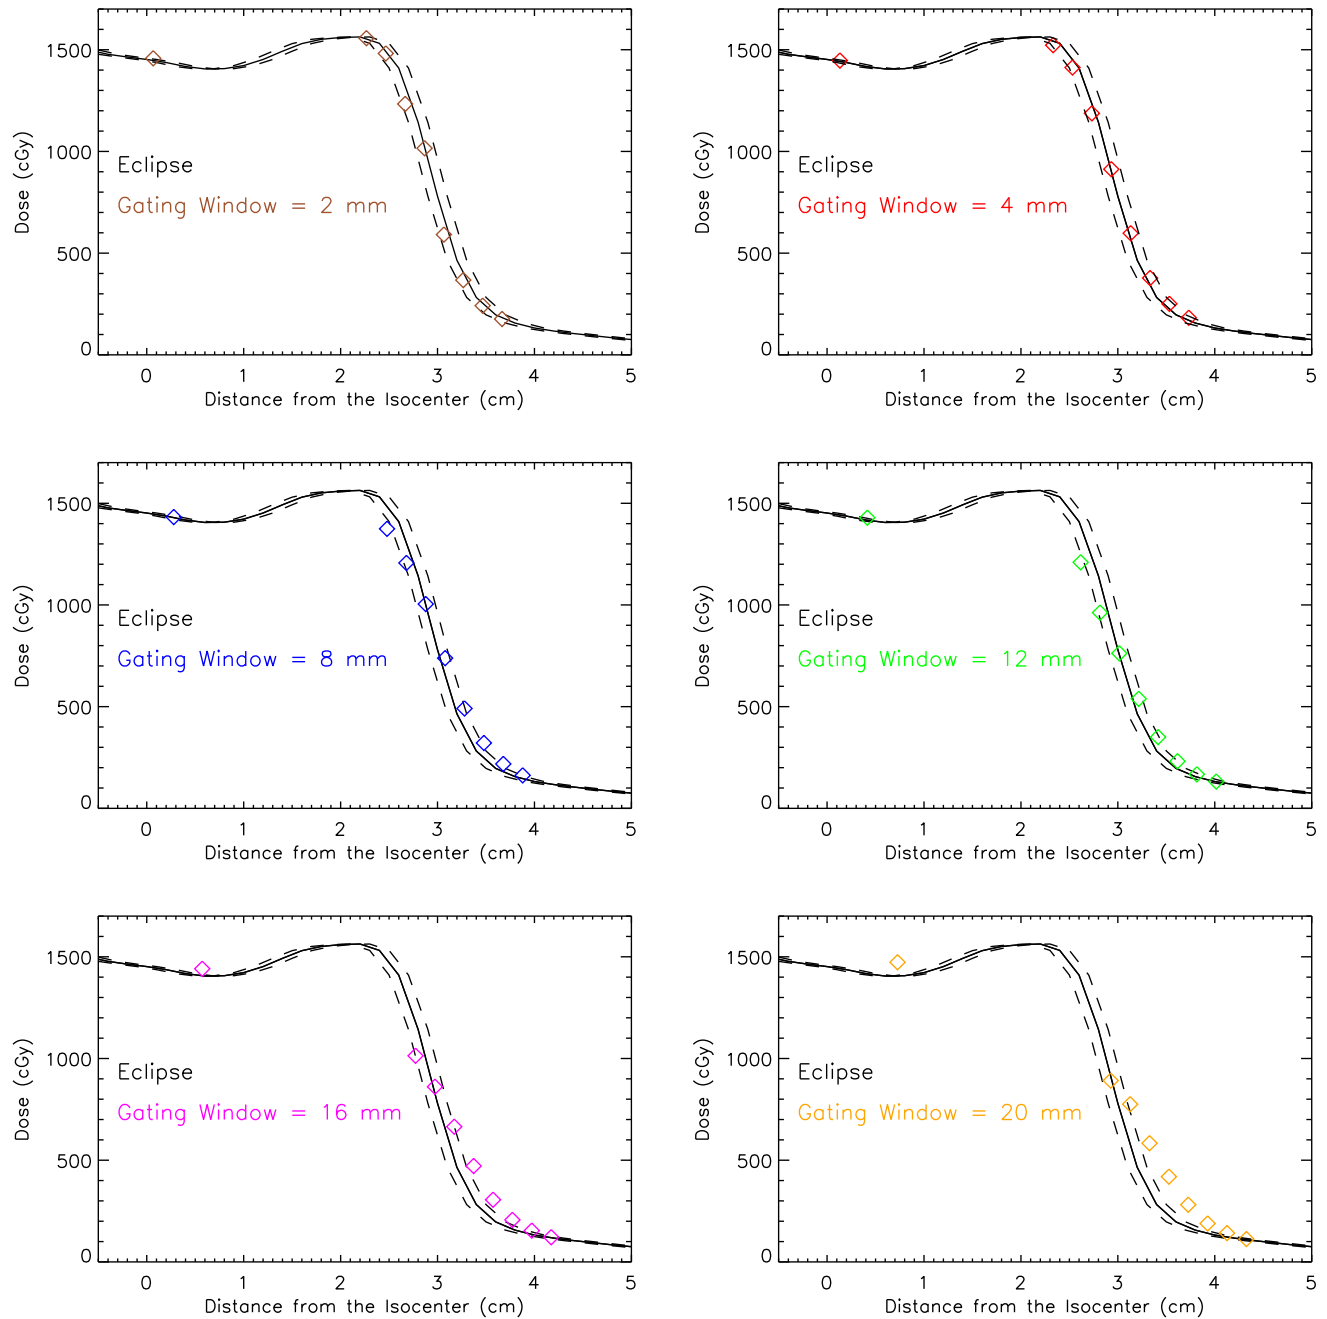 1500
1000
500
0
Dose (cGy)
Eclipse
Gating Window = 2 mm
0 1 2 3 4 5
Distance from the Isocenter (cm)
1500
1000
500
0
Dose (cGy)
Eclipse
Gating Window = 4 mm
0 1 2 3 4 5
Distance from the Isocenter (cm)
1500
1000
500
0
Dose (cGy)
Eclipse
Gating Window = 8 mm
0 1 2 3 4 5
Distance from the Isocenter (cm)
1500
1000
500
0
Dose (cGy)
Eclipse
Gating Window = 12 mm
0 1 2 3 4 5
Distance from the Isocenter (cm)
1500
1000
500
0
Dose (cGy)
Eclipse
Gating Window = 16 mm
0 1 2 3 4 5
Distance from the Isocenter (cm)
1500
1000
500
0
Dose (cGy)
Eclipse
Gating Window = 20 mm
0 1 2 3 4 5
Distance from the Isocenter (cm)